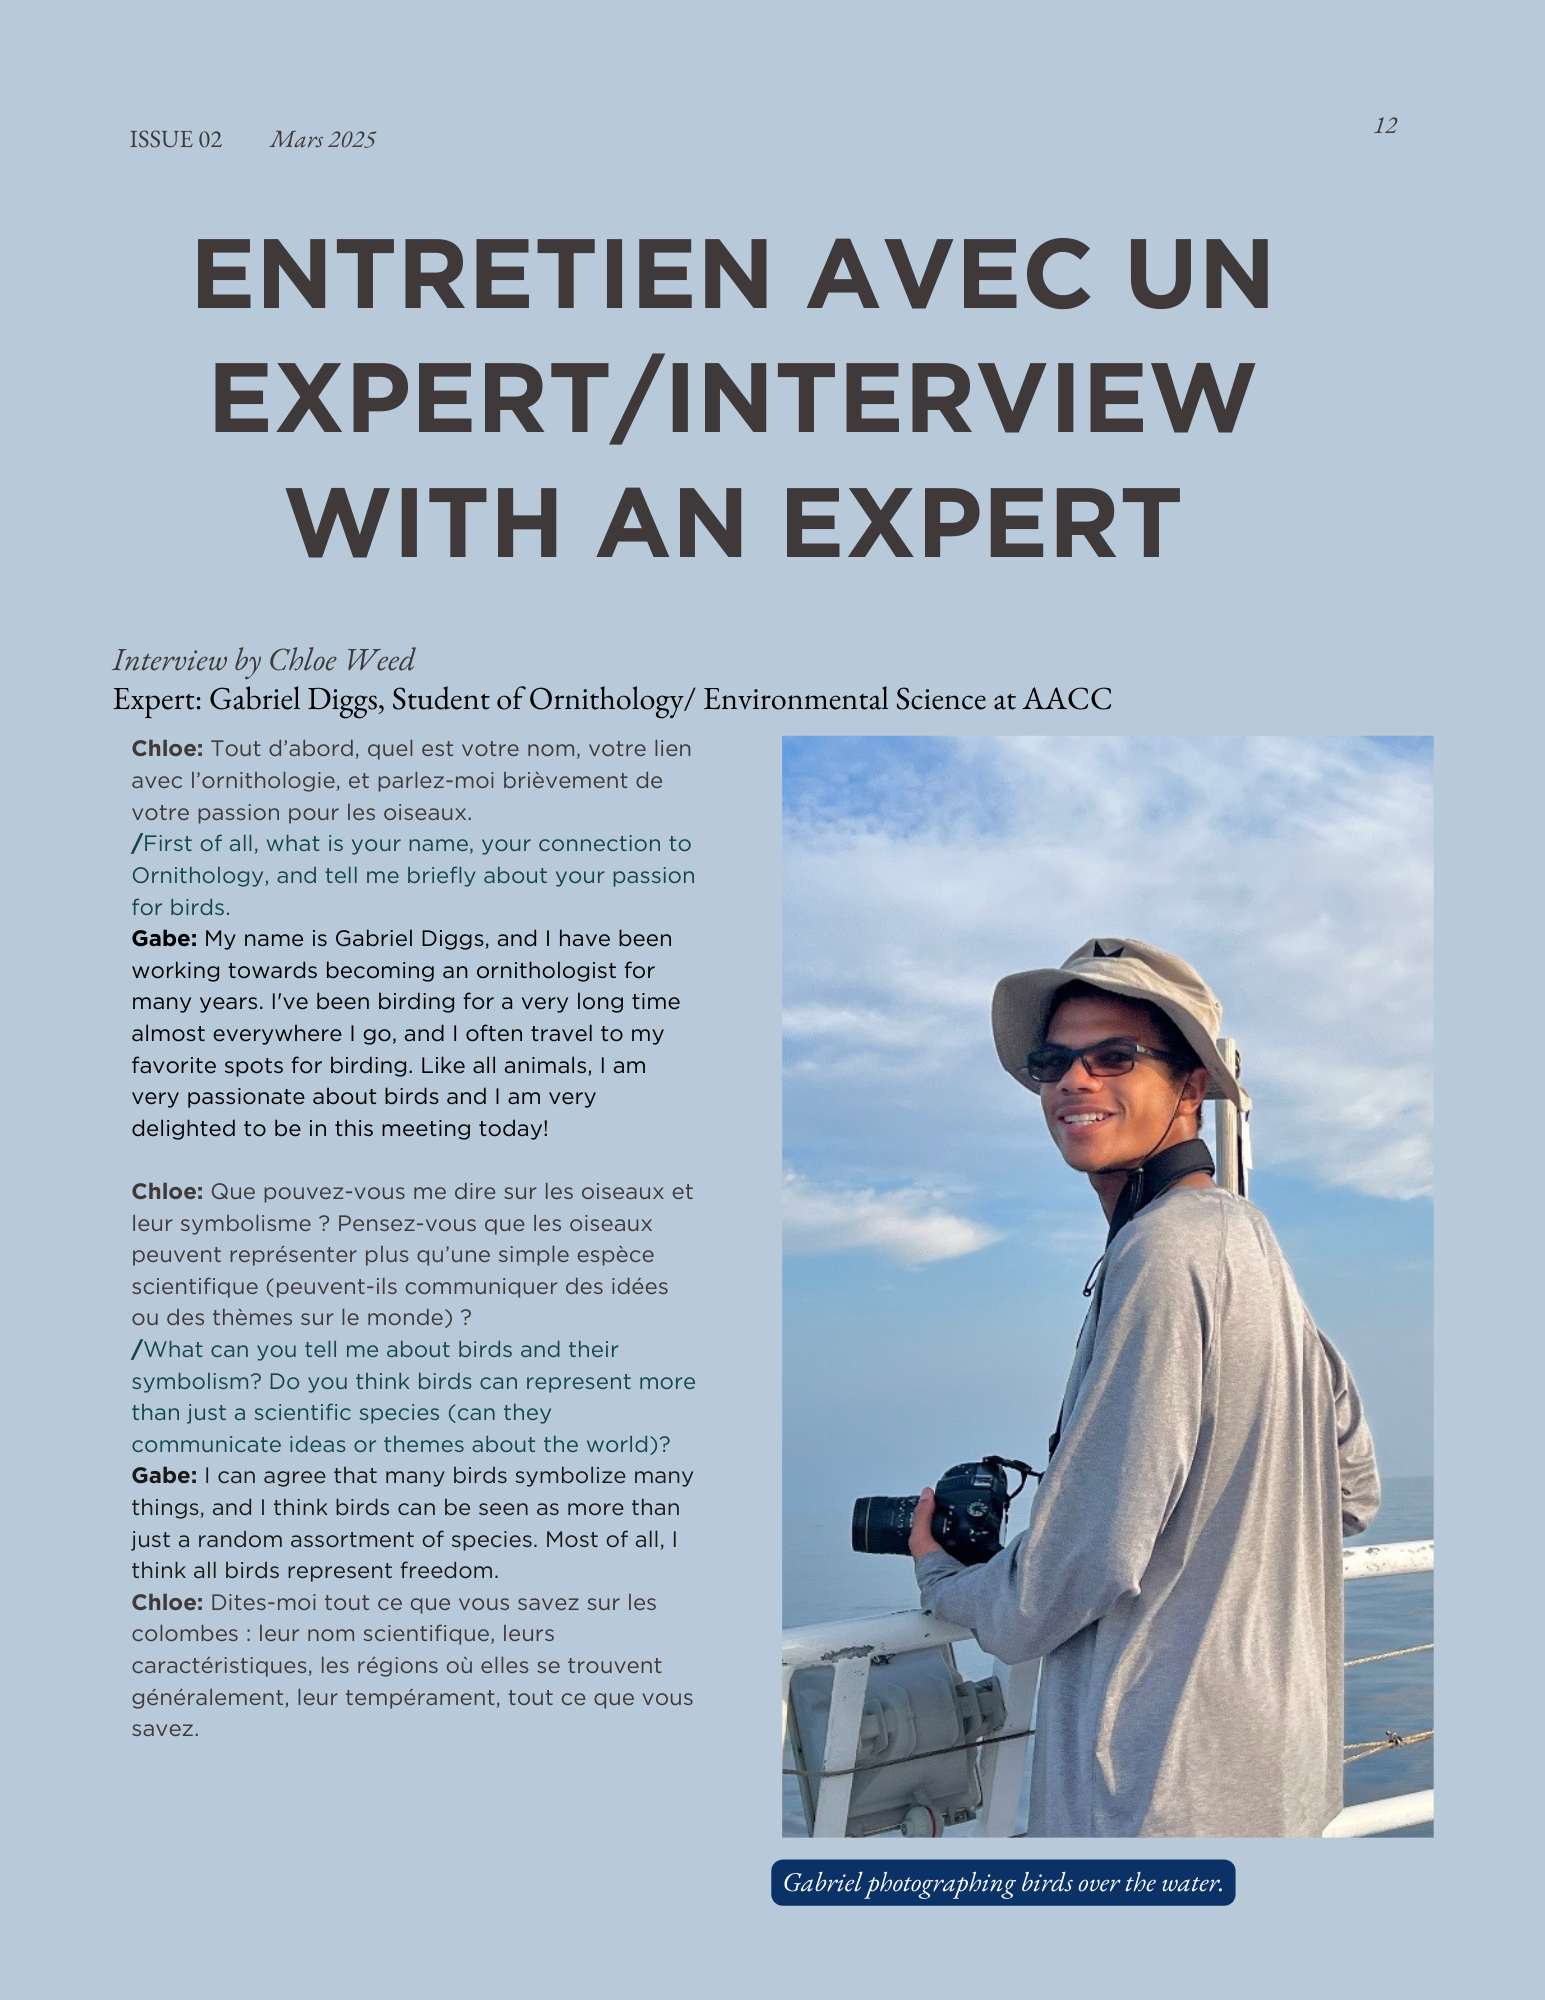 ISSUE 02 Mars 2025
12
ENTRETIEN AVEC UN
EXPERT/INTERVIEW
WITH AN EXPERT
Interview by Chloe Weed
Expert: Gabriel Diggs, Student of Ornithology/ Environmental Science at AACC
Chloe: Tout d’abord, quel est votre nom, votre lien
avec l’ornithologie, et parlez-moi brièvement de
votre passion pour les oiseaux.
/First of all, what is your name, your connection to
Ornithology, and tell me briefly about your passion
for birds.
Gabe: My name is Gabriel Diggs, and I have been
working towards becoming an ornithologist for
many years. I've been birding for a very long time
almost everywhere I go, and I often travel to my
favorite spots for birding. Like all animals, I am
very passionate about birds and I am very
delighted to be in this meeting today!
Chloe: Que pouvez-vous me dire sur les oiseaux et
leur symbolisme ? Pensez-vous que les oiseaux
peuvent représenter plus qu’une simple espèce
scientifique (peuvent-ils communiquer des idées
ou des thèmes sur le monde) ?
/What can you tell me about birds and their
symbolism? Do you think birds can represent more
than just a scientific species (can they
communicate ideas or themes about the world)?
Gabe: I can agree that many birds symbolize many
things, and I think birds can be seen as more than
just a random assortment of species. Most of all, I
think all birds represent freedom.
Chloe: Dites-moi tout ce que vous savez sur les
colombes : leur nom scientifique, leurs
caractéristiques, les régions où elles se trouvent
généralement, leur tempérament, tout ce que vous
savez.
Gabriel photographing birds over the water.